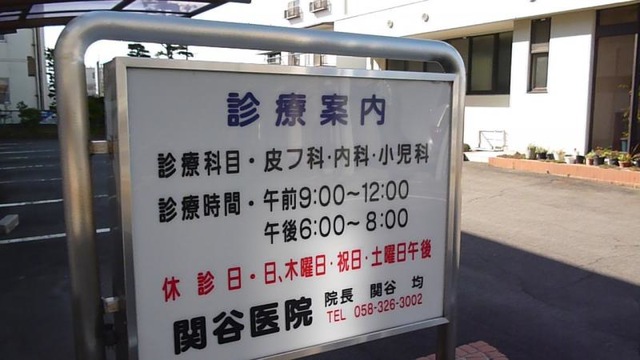 診療案内
診療科目・皮フ科・内科・小児科
診療時間・午前9:00〜12:00
午後6:00〜8:00
休診日・日、木曜日・祝日・土曜日午後
関谷医院 院長 関谷 均
TEL 058-326-3002